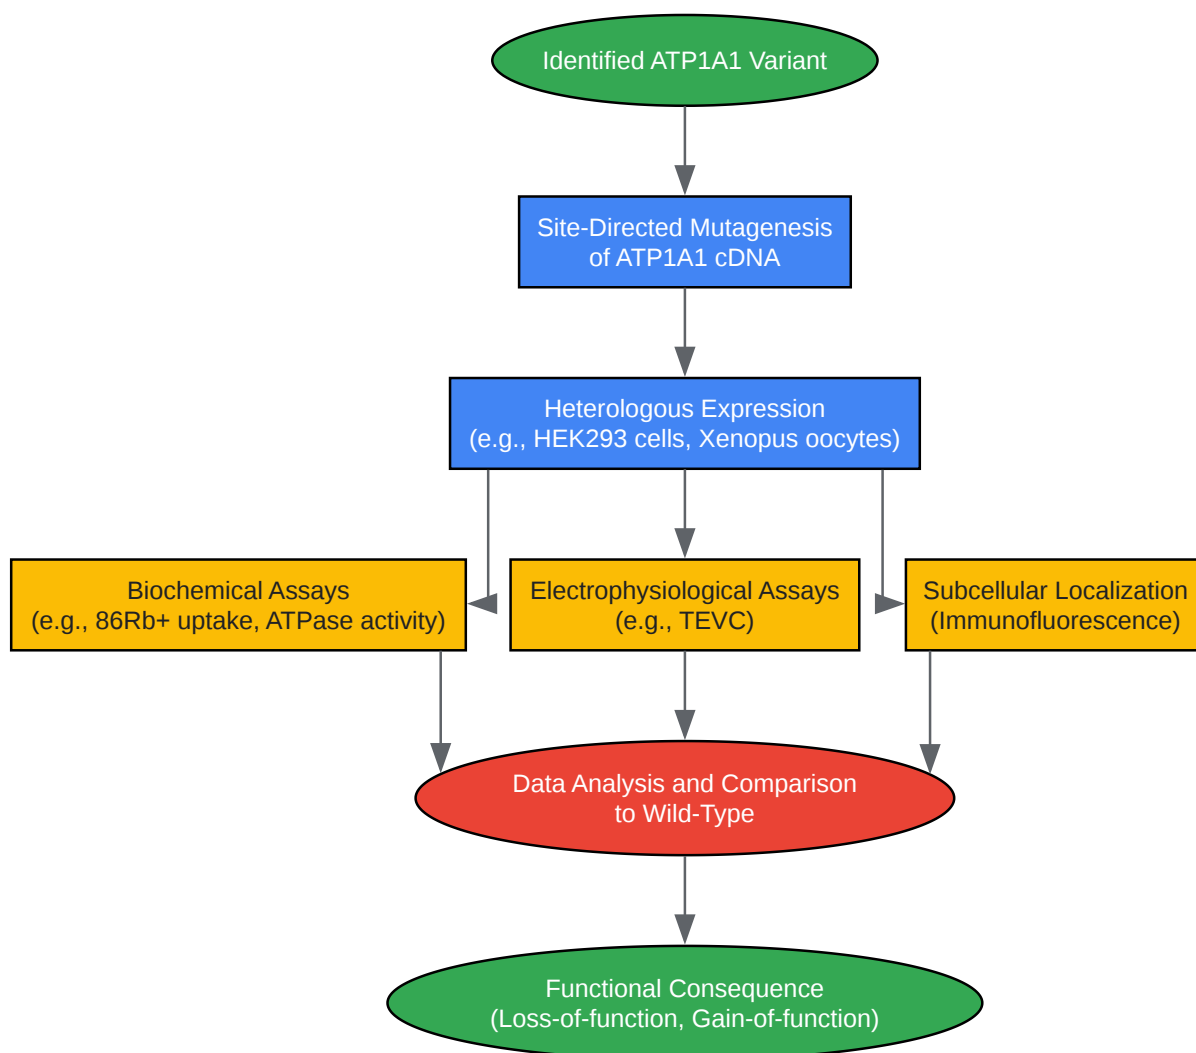 Identified ATP1A1 Variant
Site-Directed Mutagenesis
of ATP1A1 cDNA
Heterologous Expression
(e.g., HEK293 cells, Xenopus oocytes)
Biochemical Assays
(e.g., 86Rb+ uptake, ATPase activity)
Electrophysiological Assays
(e.g., TEVC)
Subcellular Localization
(Immunofluorescence)
Data Analysis and Comparison
to Wild-Type
Functional Consequence
(Loss-of-function, Gain-of-function)